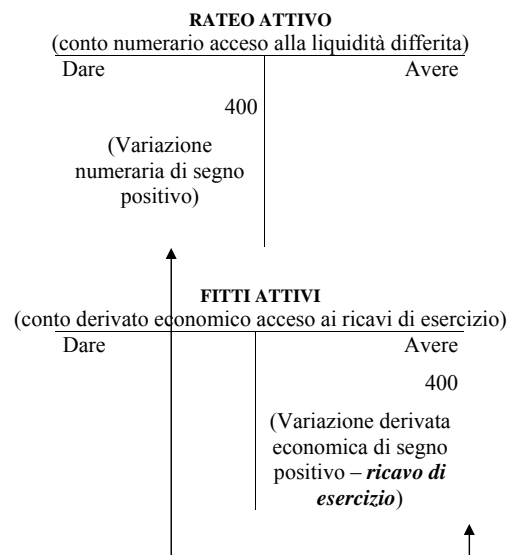 RATEO ATTIVO
(conto numerario acceso alla liquidità differita)
Dare Avere
400
(Variazione
numeraria di segno
positivo)
FITTI ATTIVI
(conto derivato economico acceso ai ricavi di esercizio)
Dare Avere
400
(Variazione derivata
economica di segno
positivo – ricavo di
esercizio)